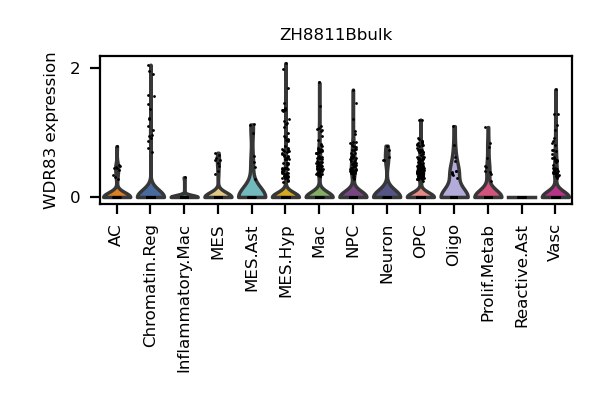 ZH8811Bbulk
WDR83 expression
2
0
AC
Chromatin.Reg
Inflammatory.Mac
MES
MES.Ast
MES.Hyp
Mac
NPC
Neuron
OPC
Oligo
Prolif.Metab
Reactive.Ast
Vasc